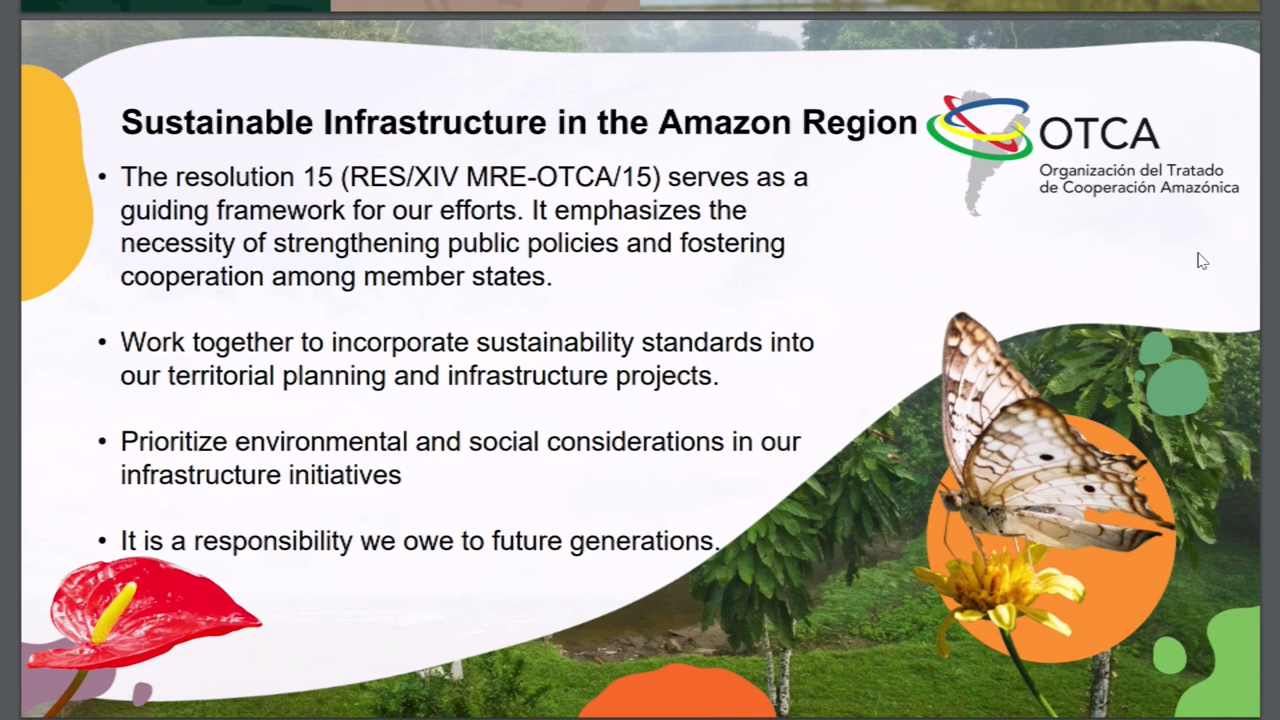 Sustainable Infrastructure in the Amazon Region
OTCA
Organización del Tratado
de Cooperación Amazónica
• The resolution 15 (RES/XIV MRE-OTCA/15) serves as a
guiding framework for our efforts. It emphasizes the
necessity of strengthening public policies and fostering
cooperation among member states.
• Work together to incorporate sustainability standards into
our territorial planning and infrastructure projects.
• Prioritize environmental and social considerations in our
infrastructure initiatives
• It is a responsibility we owe to future generations.